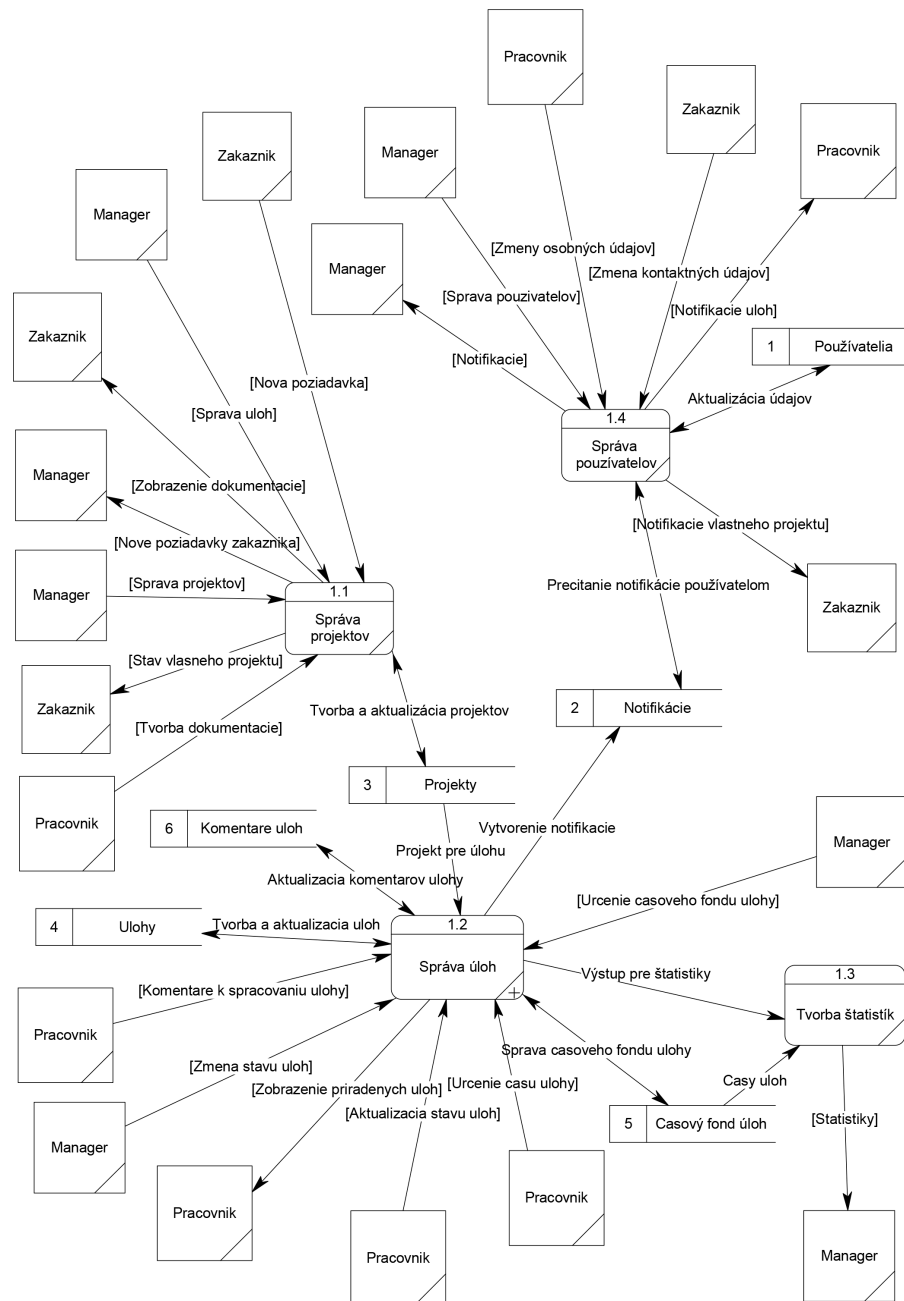 Pracovnik
Zakaznik
Manager
Pracovnik
Zakaznik
Manager
Manager
[Zmeny osobných údajov]
[Zmena kontaktných údajov]
[Sprava pouzivatelov]
[Notifikacie uloh]
Zakaznik
1 Používatelia
[Notifikacie]
[Nova poziadavka]
Aktualizácia údajov
[Sprava uloh]
1.4
Správa
pouzívatelov
Manager
[Zobrazenie dokumentacie]
[Notifikacie vlastneho projektu]
[Nove poziadavky zakaznika]
[Sprava projektov]
Precitanie notifikácie používatelom
Manager
1.1
Správa
projektov
Zakaznik
[Stav vlasneho projektu]
Zakaznik
Tvorba a aktualizácia projektov
2 Notifikácie
[Tvorba dokumentacie]
3 Projekty
Pracovnik
6 Komentare uloh
Vytvorenie notifikacie
Manager
Projekt pre úlohu
Aktualizacia komentarov ulohy
[Urcenie casoveho fondu ulohy]
4 Ulohy
Tvorba a aktualizacia uloh
1.2
Správa úloh
Výstup pre štatistiky
1.3
Tvorba štatistík
[Komentare k spracovaniu ulohy]
Pracovnik
Sprava casoveho fondu ulohy
[Zmena stavu uloh]
[Zobrazenie priradenych uloh]
[Urcenie casu ulohy]
Casy uloh
[Aktualizacia stavu uloh]
5 Casový fond úloh
[Statistiky]
Manager
Pracovnik
Pracovnik
Pracovnik
Manager